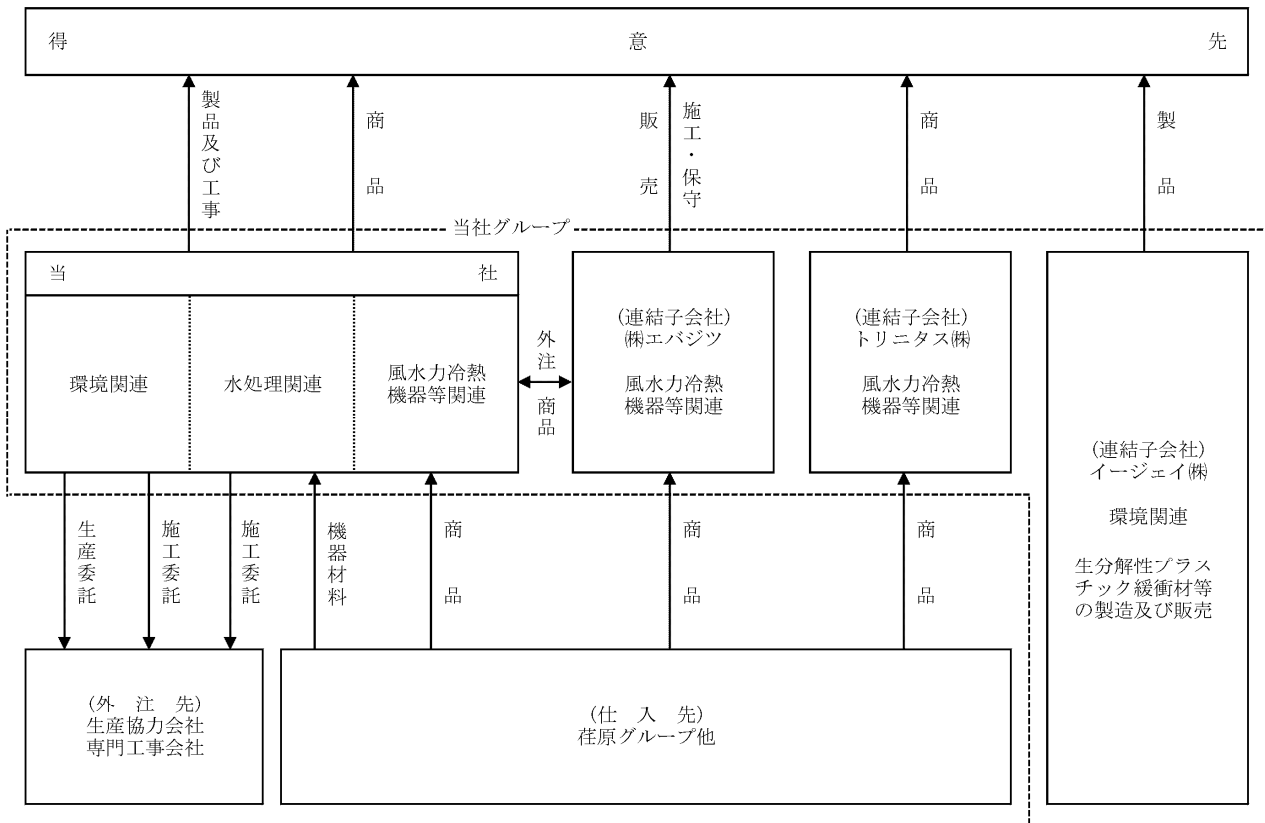 得意先
製品及び工事
商品
販売
施工・保守
商品
製品
当社グループ
当社
環境関連
水処理関連
風水力冷熱
機器等関連
外注
商品
(連結子会社)
㈱エバジツ
風水力冷熱
機器等関連
(連結子会社)
トリニタス㈱
風水力冷熱
機器等関連
(連結子会社)
イージェイ㈱
環境関連
生分解性プラス
チック緩衝材等
の製造及び販売
生産委託
施工委託
施工委託
機器材料
商品
商品
商品
(外　注　先)
生産協力会社
専門工事会社
(仕　入　先)
荏原グループ他